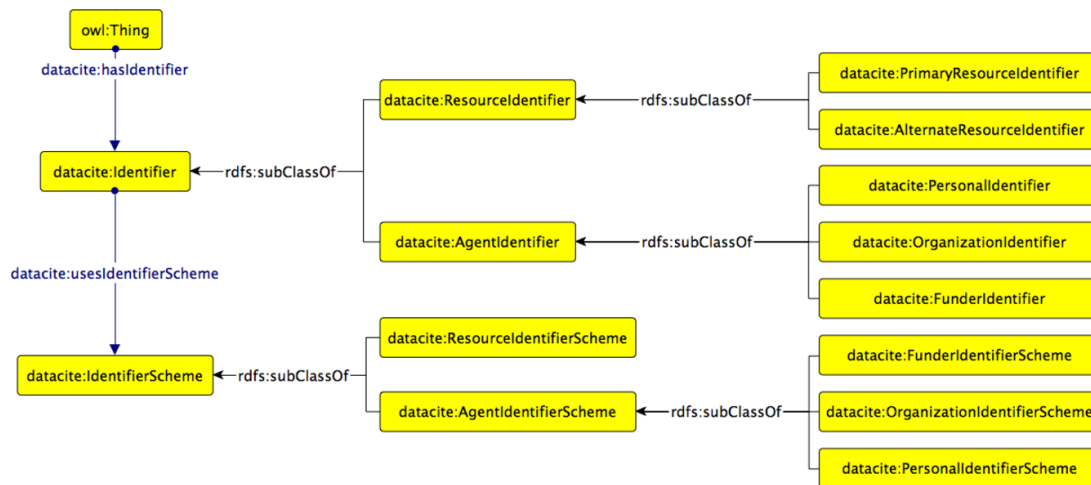 owl:Thing
datacite:hasIdentifier
datacite:Identifier
datacite:usesIdentifierScheme
datacite:IdentifierScheme
rdfs:subClassOf
datacite:ResourceIdentifier
datacite:AgentIdentifier
rdfs:subClassOf
datacite:PrimaryResourceIdentifier
datacite:AlternateResourceIdentifier
rdfs:subClassOf
datacite:PersonalIdentifier
datacite:OrganizationIdentifier
datacite:FunderIdentifier
rdfs:subClassOf
datacite:ResourceIdentifierScheme
datacite:AgentIdentifierScheme
rdfs:subClassOf
datacite:FunderIdentifierScheme
datacite:OrganizationIdentifierScheme
datacite:PersonalIdentifierScheme